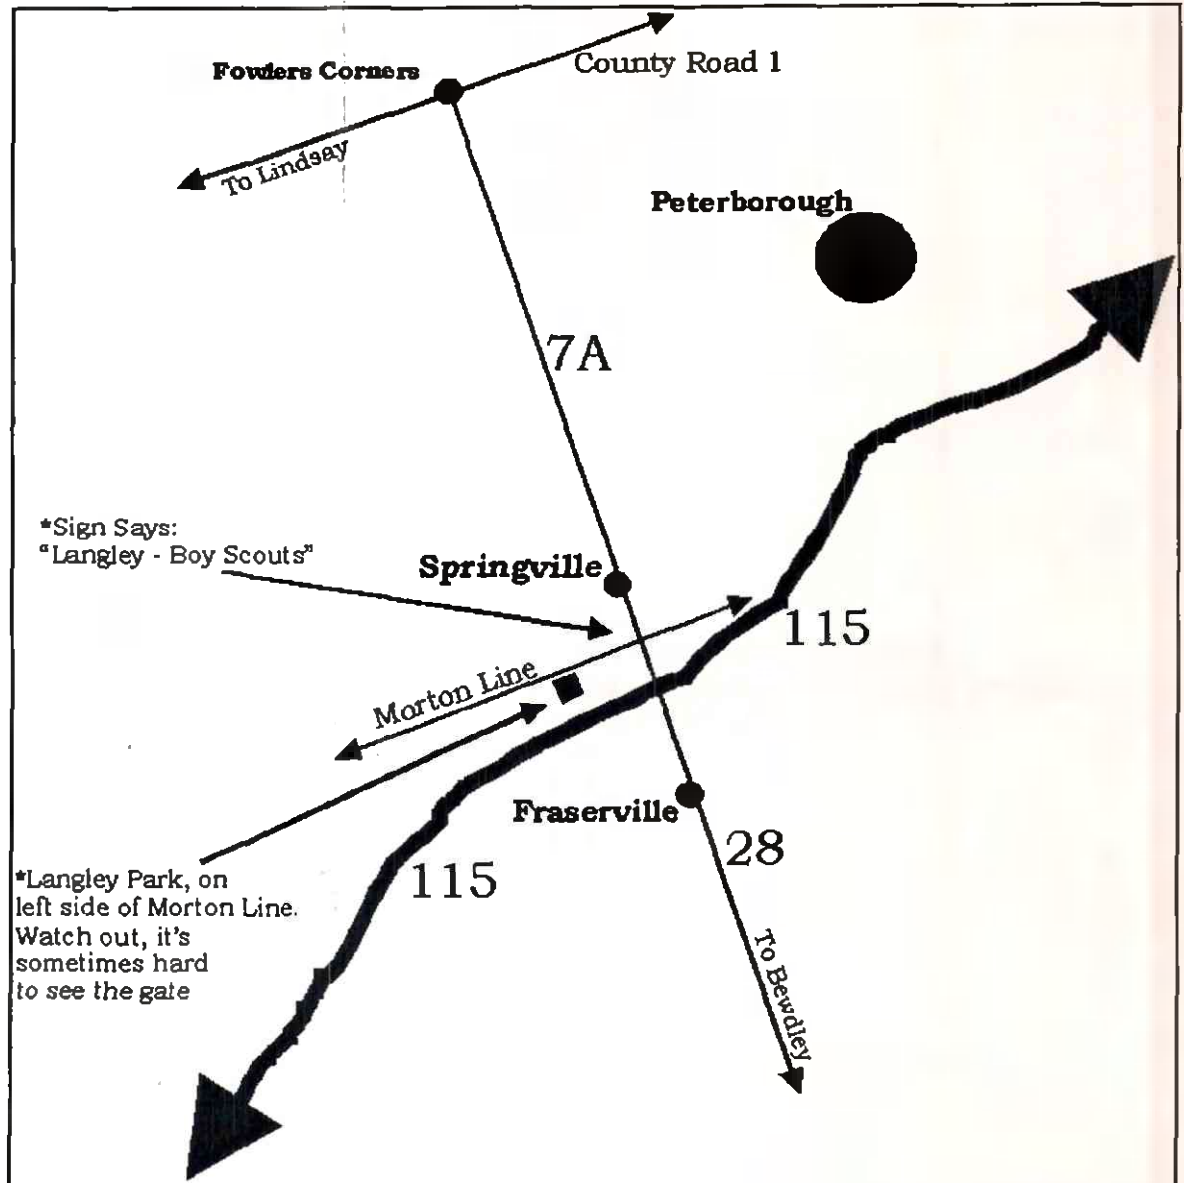 Fowlers Corners
County Road 1
To Lindsay
Peterborough
7A
*Sign Says:
"Langley - Boy Scouts"
Springville
115
Morton Line
Fraserville
28
115
*Langley Park, on
left side of Morton Line.
Watch out, it's
sometimes hard
to see the gate
To Bewdley